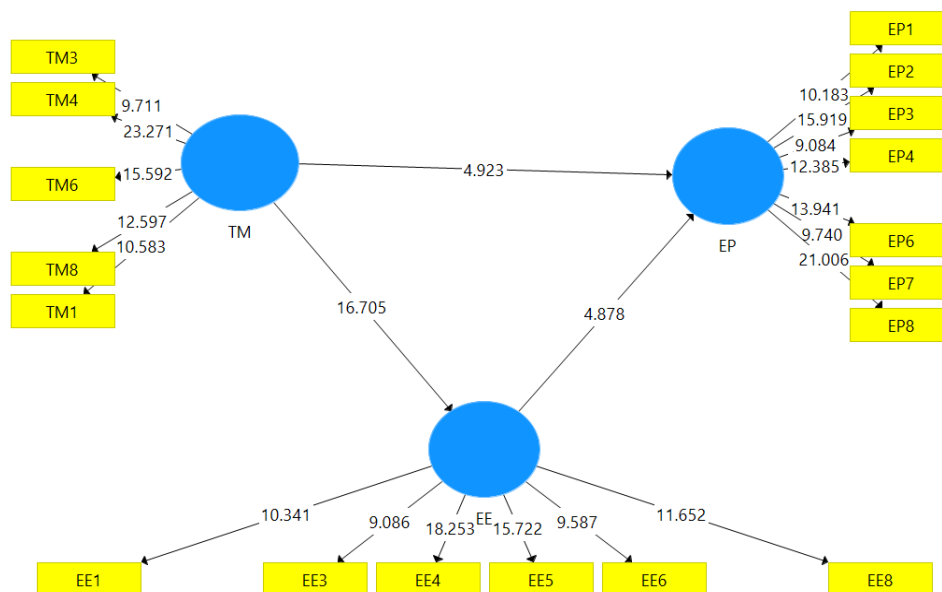 TM3
TM4
TM6
TM8
TM1
9.711
23.271
15.592
12.597
10.583
TM
4.923
16.705
4.878
EP
EP1
EP2
EP3
EP4
EP6
EP7
EP8
10.183
15.919
9.084
12.385
13.941
9.740
21.006
EE
10.341
9.086
18.253
15.722
9.587
11.652
EE1
EE3
EE4
EE5
EE6
EE8